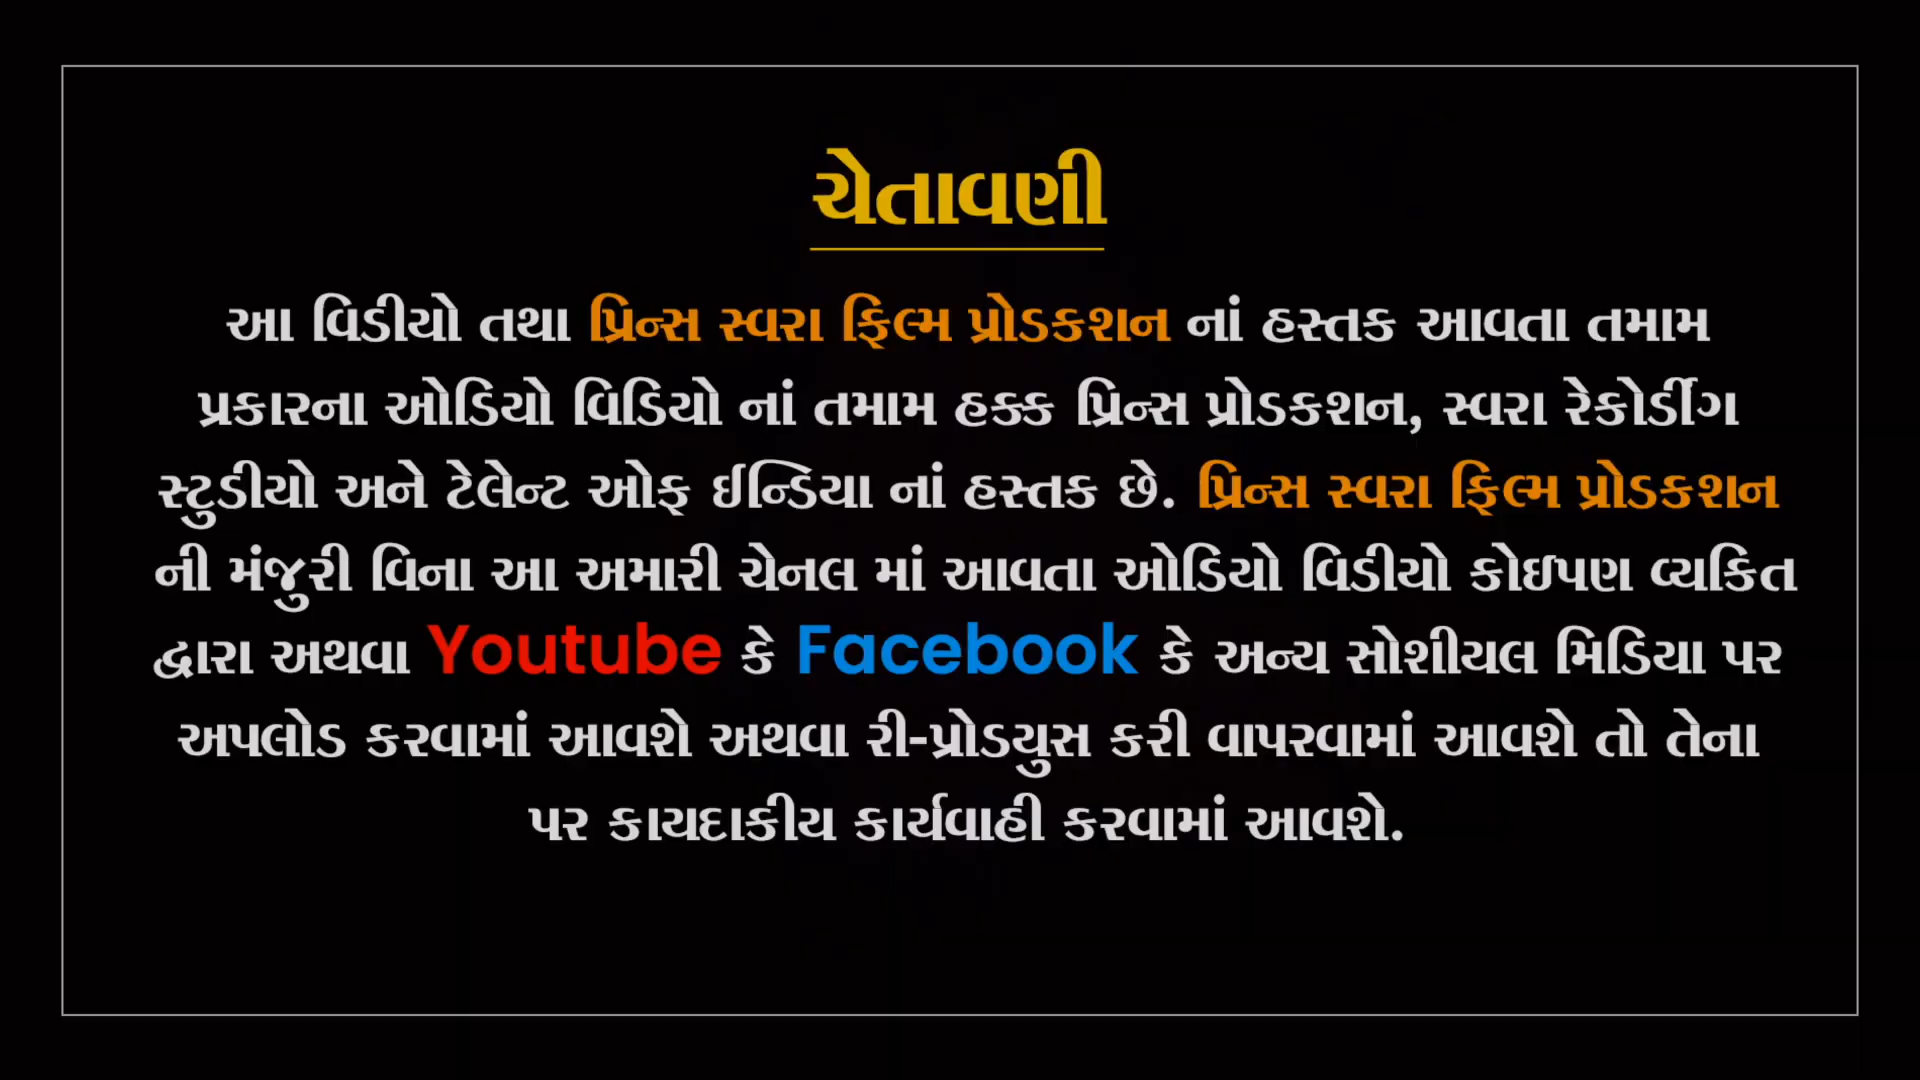 ચેતાવણી
આ વિડીયો તથા પ્રિન્સ સ્વરા ફિલ્મ પ્રોડકશન નાં હસ્તક આવતા તમામ
પ્રકારના ઓડિયો વિડિયો નાં તમામ હક્ક પ્રિન્સ પ્રોડકશન, સ્વરા રેકોર્ડીંગ
સ્ટુડીયો અને ટેલેન્ટ ઓફ ઈન્ડિયા નાં હસ્તક છે. પ્રિન્સ સ્વરા ફિલ્મ પ્રોડકશન
ની મંજુરી વિના આ અમારી ચેનલ માં આવતા ઓડિયો વિડીયો કોઇપણ વ્યકિત
દ્વારા અથવા Youtube કે Facebook કે અન્ય સોશીયલ મિડિયા પર
અપલોડ કરવામાં આવશે અથવા રી-પ્રોડયુસ કરી વાપરવામાં આવશે તો તેના
પર કાયદાકીય કાર્યવાહી કરવામાં આવશે.